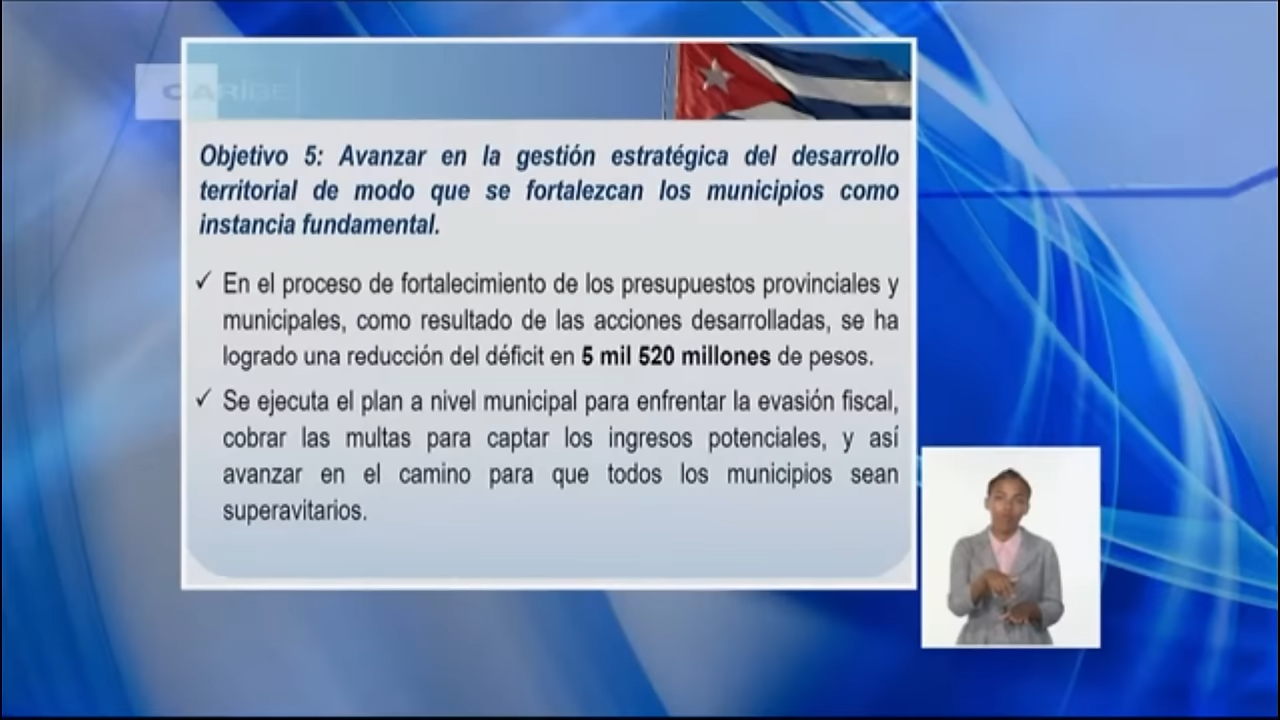 CARIBE
Objetivo 5: Avanzar en la gestión estratégica del desarrollo
territorial de modo que se fortalezcan los municipios como
instancia fundamental.
✓ En el proceso de fortalecimiento de los presupuestos provinciales y
municipales, como resultado de las acciones desarrolladas, se ha
logrado una reducción del déficit en 5 mil 520 millones de pesos.
✓ Se ejecuta el plan a nivel municipal para enfrentar la evasión fiscal,
cobrar las multas para captar los ingresos potenciales, y así
avanzar en el camino para que todos los municipios sean
superavitarios.